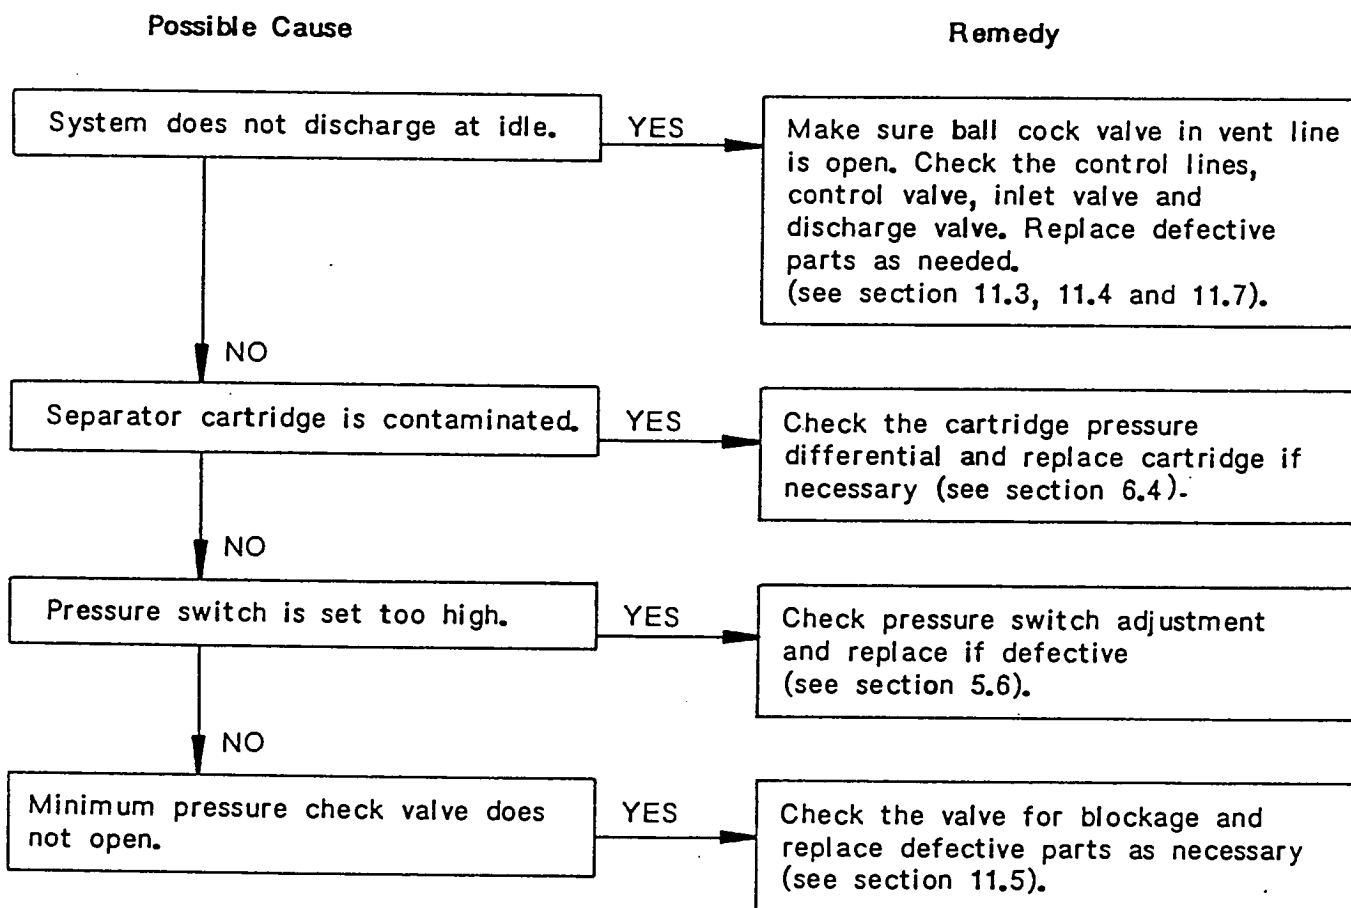 Possible Cause
Remedy
System does not discharge at idle.
YES
Make sure ball cock valve in vent line
is open. Check the control lines,
control valve, inlet valve and
discharge valve. Replace defective
parts as needed.
(see section 11.3, 11.4 and 11.7).
NO
Separator cartridge is contaminated.
YES
Check the cartridge pressure
differential and replace cartridge if
necessary (see section 6.4).
NO
Pressure switch is set too high.
YES
Check pressure switch adjustment
and replace if defective
(see section 5.6).
NO
Minimum pressure check valve does
not open.
YES
Check the valve for blockage and
replace defective parts as necessary
(see section 11.5).